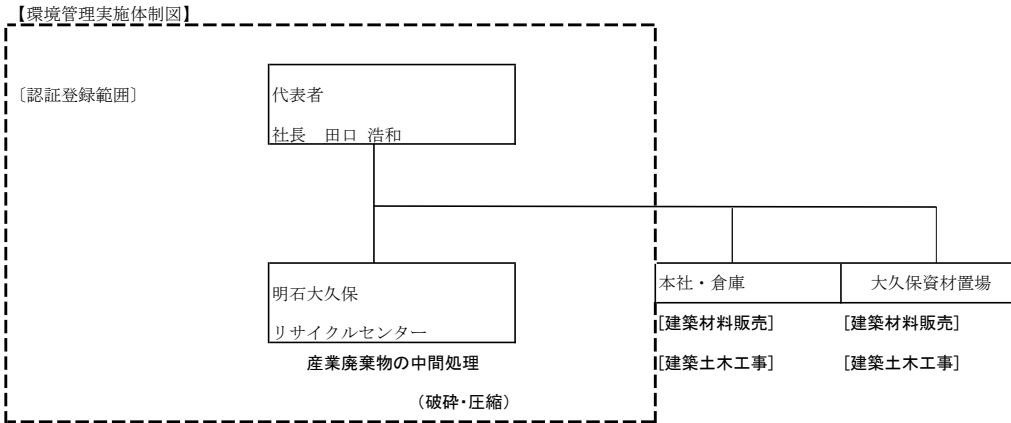 【環境管理実施体制図】
〔認証登録範囲〕
代表者
社長　田口 浩和
明石大久保
リサイクルセンター
産業廃棄物の中間処理
（破砕・圧縮）
本社・倉庫
[建築材料販売]
[建築土木工事]
大久保資材置場
[建築材料販売]
[建築土木工事]